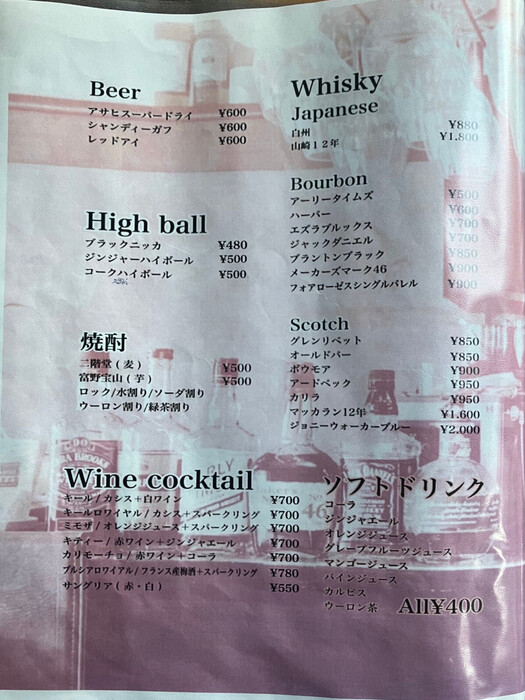 Beer
アサヒスーパードライ ¥600
シャンディーガフ ¥600
レッドアイ ¥600
High ball
ブラックニッカ ¥480
ジンジャーハイボール ¥500
コークハイボール ¥500
焼酎
二階堂(麦) ¥500
富野宝山(芋) ¥500
ロック/水割り/ソーダ割り
ウーロン割り/緑茶割り
Wine cocktail
キール/カシス+白ワイン ¥700
キールロワイヤル/カシス+スパークリング ¥700
ミモザ/オレンジジュース+スパークリング ¥700
キティー/赤ワイン+ジンジャエール ¥700
カリモーチョ/赤ワイン+コーラ ¥700
プルシアロワイアル/フランス産梅酒+スパークリング ¥780
サングリア(赤・白) ¥550
Whisky
Japanese
白州 ¥880
山崎12年 ¥1.800
Bourbon
アーリータイムズ ¥500
ハーパー ¥600
エズラブルックス ¥700
ジャックダニエル ¥700
ブラントンブラック ¥850
メーカーズマーク46 ¥900
フォアローゼスシングルバレル ¥900
Scotch
グレンリベット ¥850
オールドパー ¥850
ボウモア ¥900
アードベック ¥950
カリラ ¥950
マッカラン12年 ¥1.600
ジョニーウォーカーブルー ¥2.000
ソフトドリンク
コーラ
ジンジャエール
オレンジジュース
グレープフルーツジュース
マンゴージュース
パインジュース
カルピス
ウーロン茶 All¥400